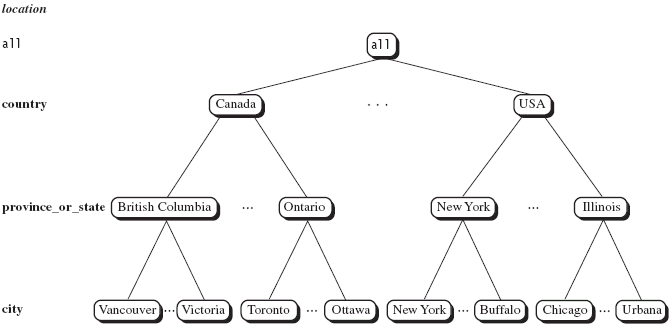 location
all all
country Canada ... USA
province_or_state British Columbia ... Ontario New York ... Illinois
city Vancouver ... Victoria Toronto ... Ottawa New York ... Buffalo Chicago ... Urbana